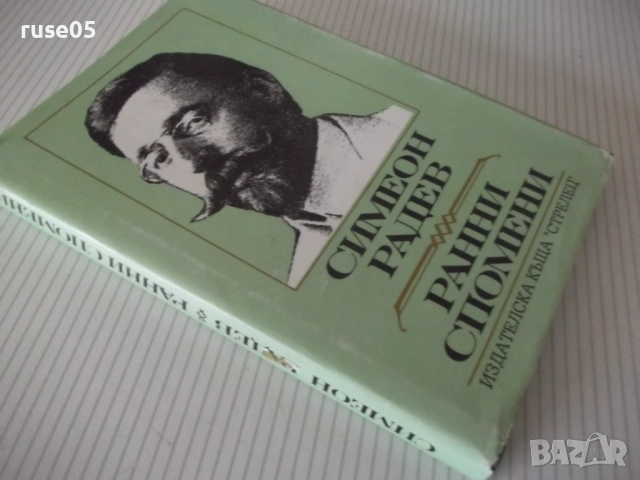 ruse05
СИМЕОН
РАДЕВ
РАННИ
СПОМЕНИ
ИЗДАТЕЛСКА КЪЩА "СТРЕЛЕЦ"
СИМЕОН РАДЕВ * РАННИ СПОМЕНИ
BAZAR